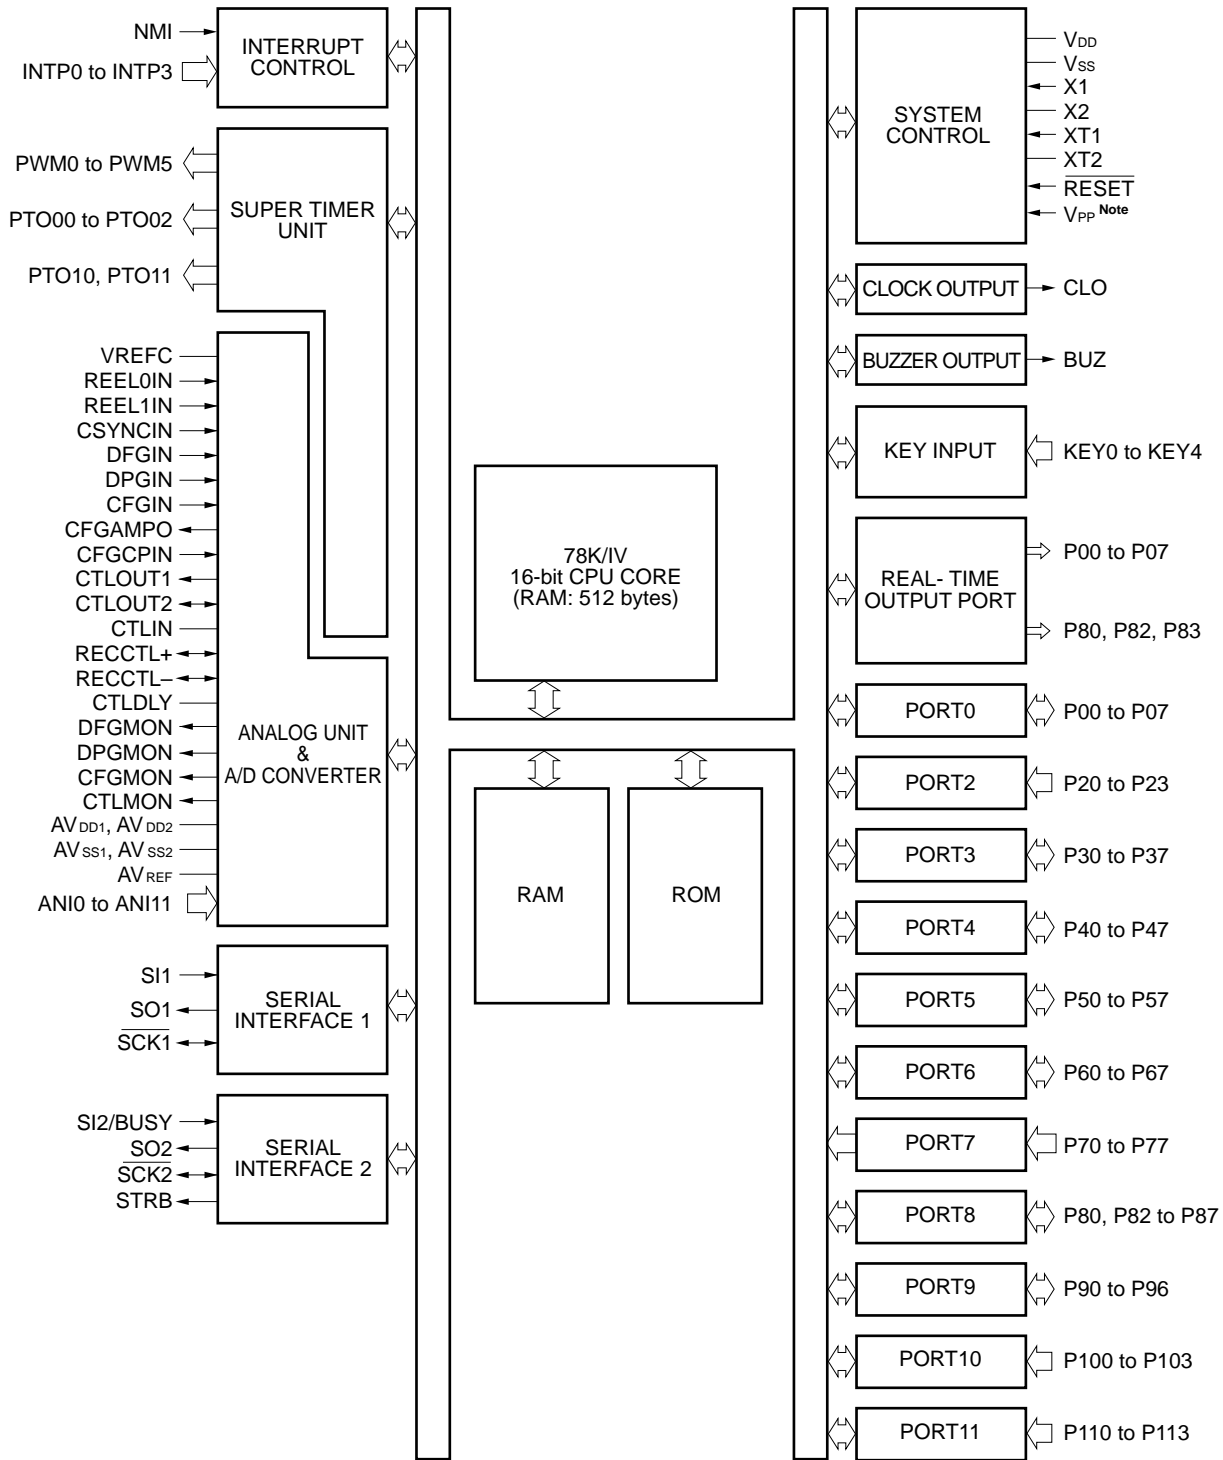 NMI
INTP0 to INTP3
INTERRUPT
CONTROL
PWM0 to PWM5
PTO00 to PTO02
PTO10, PTO11
SUPER TIMER
UNIT
VREFC
REEL0IN
REEL1IN
CSYNCIN
DFGIN
DPGIN
CFGIN
CFGAMPO
CFGCPIN
CTLOUT1
CTLOUT2
CTLIN
RECCTL+
RECCTL–
CTLDLY
DFGMON
DPGMON
CFGMON
CTLMON
AVDD1, AVDD2
AVSS1, AVSS2
AVREF
ANI0 to ANI11
ANALOG UNIT
&
A/D CONVERTER
SI1
SO1
SCK1
SERIAL
INTERFACE 1
SI2/BUSY
SO2
SCK2
STRB
SERIAL
INTERFACE 2
78K/IV
16-bit CPU CORE
(RAM: 512 bytes)
RAM
ROM
SYSTEM
CONTROL
VDD
VSS
X1
X2
XT1
XT2
RESET
VPP Note
CLOCK OUTPUT
CLO
BUZZER OUTPUT
BUZ
KEY INPUT
KEY0 to KEY4
REAL- TIME
OUTPUT PORT
P00 to P07
P80, P82, P83
PORT0
P00 to P07
PORT2
P20 to P23
PORT3
P30 to P37
PORT4
P40 to P47
PORT5
P50 to P57
PORT6
P60 to P67
PORT7
P70 to P77
PORT8
P80, P82 to P87
PORT9
P90 to P96
PORT10
P100 to P103
PORT11
P110 to P113